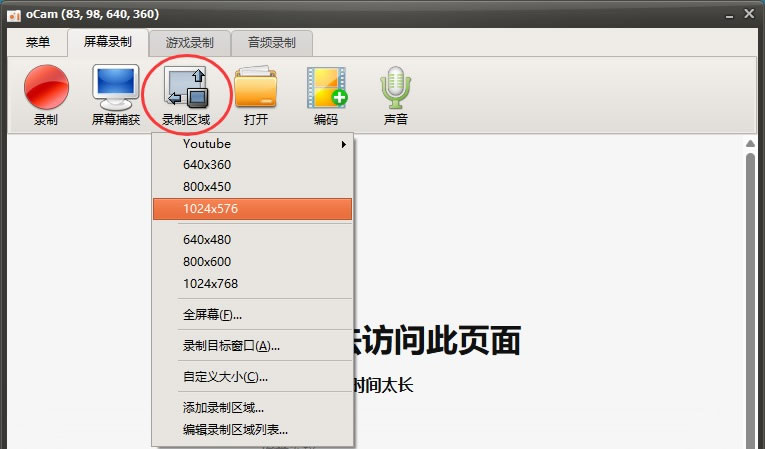 oCam (83, 98, 640, 360)
菜单 屏幕录制 游戏录制 音频录制
录制 屏幕捕获 录制区域 打开 编码 声音
Youtube
640x360
800x450
1024x576
640x480
800x600
1024x768
全屏幕(F)...
访问此页面
录制目标窗口(A)...
自定义大小(C)...
时间太长
添加录制区域...
编辑录制区域列表...